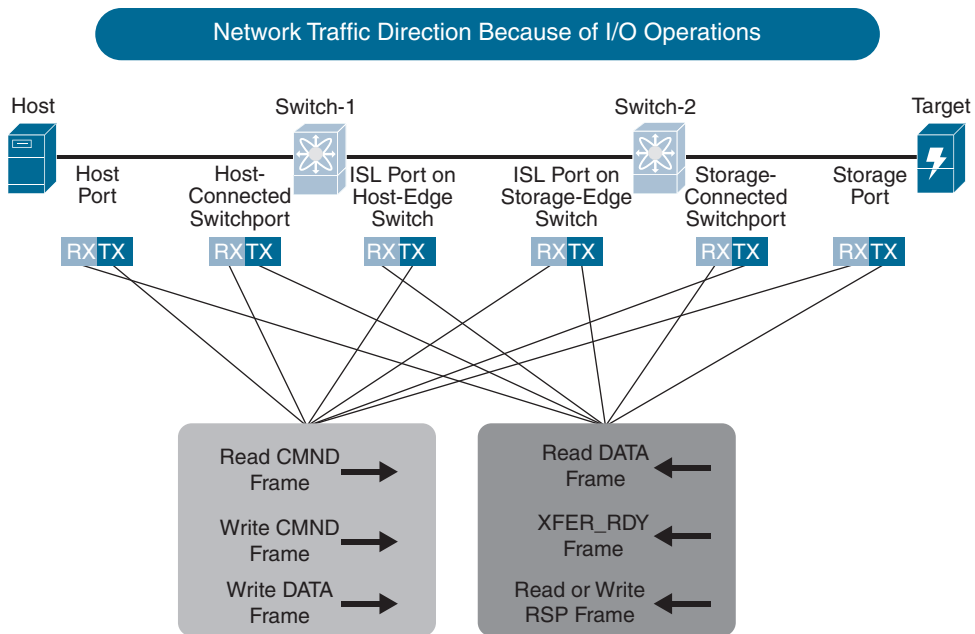 Network Traffic Direction Because of I/O Operations
Host
Switch-1
Switch-2
Target
Host
Port
Host-
Connected
Switchport
ISL Port on
Host-Edge
Switch
ISL Port on
Storage-Edge
Switch
Storage-
Connected
Switchport
Storage
Port
RX TX
RX TX
RX TX
RX TX
RX TX
RX TX
Read CMND
Frame
Write CMND
Frame
Write DATA
Frame
Read DATA
Frame
XFER_RDY
Frame
Read or Write
RSP Frame